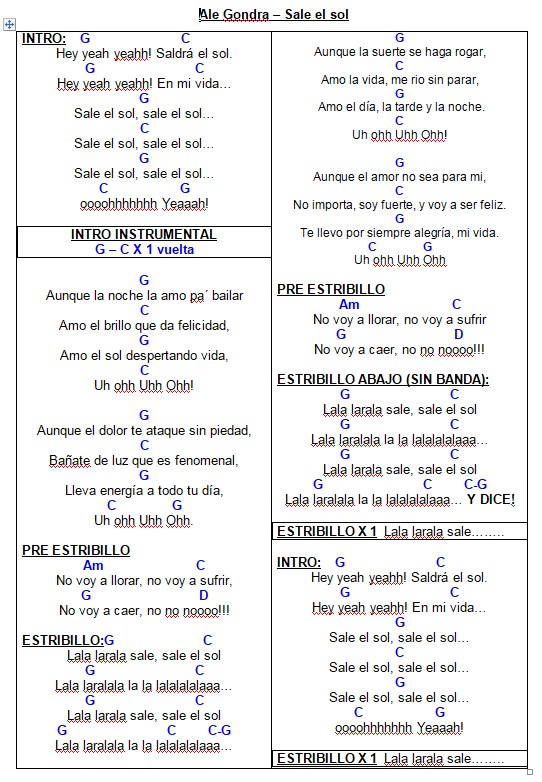 Ale Gondra – Sale el sol
INTRO: G C
Hey yeah yeahh! Saldrá el sol.
G C
Hey yeah yeahh! En mi vida…
G
Sale el sol, sale el sol…
C
Sale el sol, sale el sol…
G
Sale el sol, sale el sol…
C G
oooohhhhhhh Yeaaah!
INTRO INSTRUMENTAL
G – C X 1 vuelta
G
Aunque la noche la amo pa´ bailar
C
Amo el brillo que da felicidad,
G
Amo el sol despertando vida,
C
Uh ohh Uhh Ohh!
G
Aunque el dolor te ataque sin piedad,
C
Bañate de luz que es fenomenal,
G
Lleva energía a todo tu día,
C G
Uh ohh Uhh Ohh.
PRE ESTRIBILLO
Am C
No voy a llorar, no voy a sufrir,
G D
No voy a caer, no no noooo!!!
ESTRIBILLO:G C
Lala larala sale, sale el sol
G C
Lala laralala la la lalalalalaaa…
G C
Lala larala sale, sale el sol
G C C-G
Lala laralala la la lalalalalaaa…
G
Aunque la suerte se haga rogar,
C
Amo la vida, me rio sin parar,
G
Amo el día, la tarde y la noche.
C
Uh ohh Uhh Ohh!
G
Aunque el amor no sea para mi,
C
No importa, soy fuerte, y voy a ser feliz.
G
Te llevo por siempre alegría, mi vida.
C G
Uh ohh Uhh Ohh
PRE ESTRIBILLO
Am C
No voy a llorar, no voy a sufrir
G D
No voy a caer, no no noooo!!!
ESTRIBILLO ABAJO (SIN BANDA):
G C
Lala larala sale, sale el sol
G C
Lala laralala la la lalalalalaaa…
G C
Lala larala sale, sale el sol
G C C-G
Lala laralala la la lalalalalaaa… Y DICE!
ESTRIBILLO X 1 Lala larala sale……..
INTRO: G C
Hey yeah yeahh! Saldrá el sol.
G C
Hey yeah yeahh! En mi vida…
G
Sale el sol, sale el sol…
C
Sale el sol, sale el sol…
G
Sale el sol, sale el sol…
C G
oooohhhhhhh Yeaaah!
ESTRIBILLO X 1 Lala larala sale……..